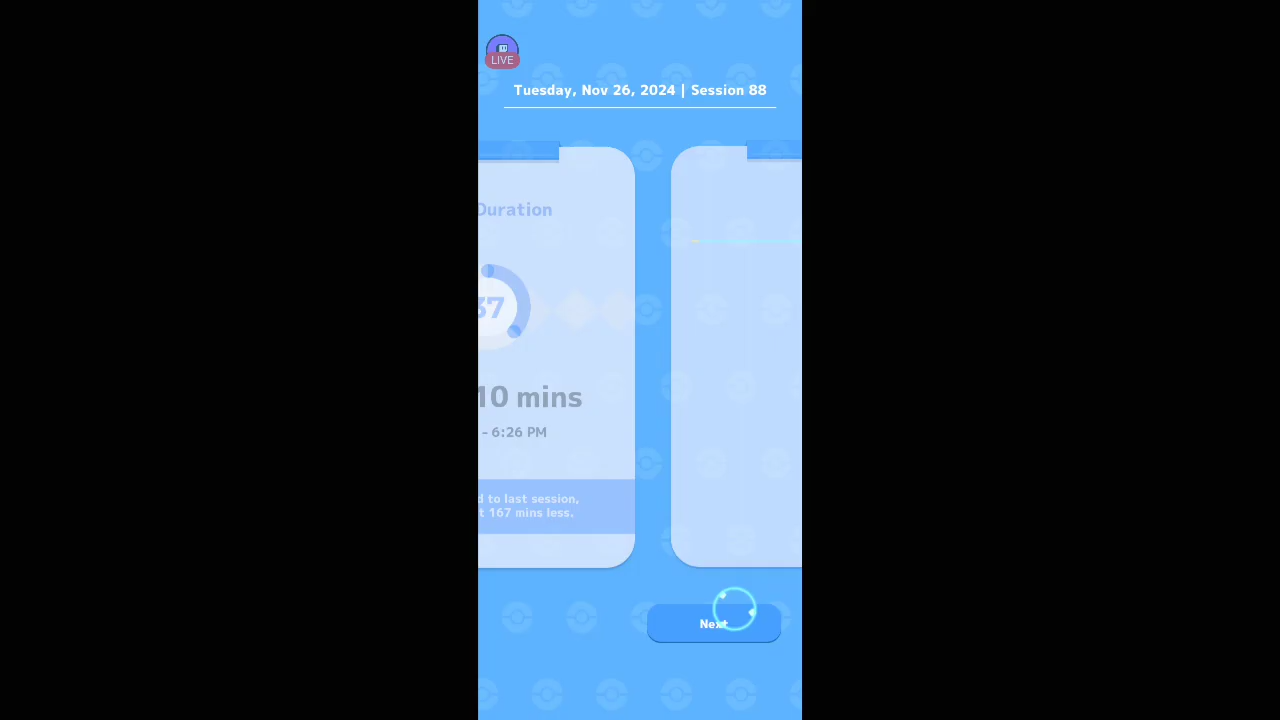 LIVE
Tuesday, Nov 26, 2024 | Session 88
Duration
37
10 mins
- 6:26 PM
to last session,
167 mins less.
Next